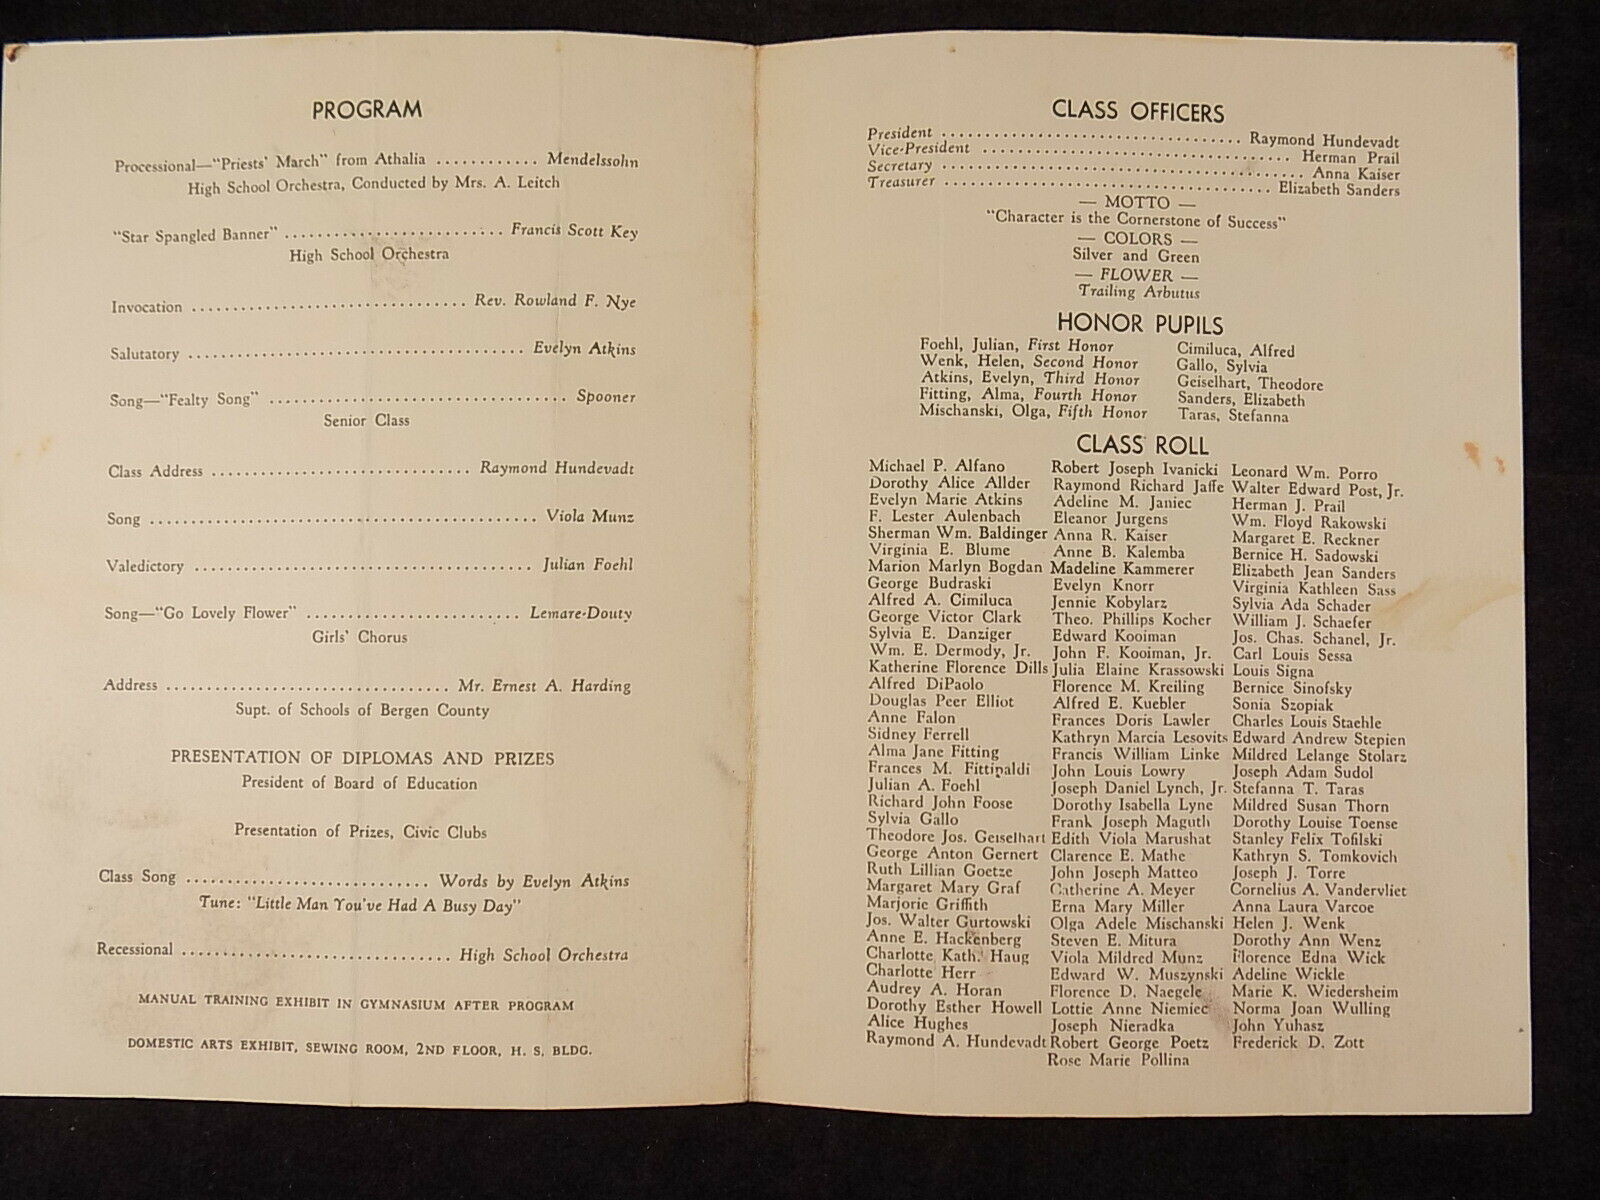 PROGRAM
Processional—"Priests' March" from Athalia ............ Mendelssohn
High School Orchestra, Conducted by Mrs. A. Leitch
"Star Spangled Banner" .......................... Francis Scott Key
High School Orchestra
Invocation ................................. Rev. Rowland F. Nye
Salutatory ........................................ Evelyn Atkins
Song—"Fealty Song" .................................... Spooner
Senior Class
Class Address ............................... Raymond Hundevadt
Song ............................................... Viola Munz
Valedictory ......................................... Julian Foehl
Song—"Go Lovely Flower" .......................... Lemare-Douty
Girls' Chorus
Address .................................. Mr. Ernest A. Harding
Supt. of Schools of Bergen County
PRESENTATION OF DIPLOMAS AND PRIZES
President of Board of Education
Presentation of Prizes, Civic Clubs
Class Song ............................. Words by Evelyn Atkins
Tune: "Little Man You've Had A Busy Day"
Recessional ................................ High School Orchestra
MANUAL TRAINING EXHIBIT IN GYMNASIUM AFTER PROGRAM
DOMESTIC ARTS EXHIBIT, SEWING ROOM, 2ND FLOOR, H. S. BLDG.
CLASS OFFICERS
President .................................. Raymond Hundevadt
Vice-President .................................... Herman Prail
Secretary .......................................... Anna Kaiser
Treasurer ..................................... Elizabeth Sanders
— MOTTO —
"Character is the Cornerstone of Success"
— COLORS —
Silver and Green
— FLOWER —
Trailing Arbutus
HONOR PUPILS
Foehl, Julian, First Honor
Wenk, Helen, Second Honor
Atkins, Evelyn, Third Honor
Fitting, Alma, Fourth Honor
Mischanski, Olga, Fifth Honor
Cimiluca, Alfred
Gallo, Sylvia
Geiselhart, Theodore
Sanders, Elizabeth
Taras, Stefanna
CLASS ROLL
Michael P. Alfano
Dorothy Alice Allder
Evelyn Marie Atkins
F. Lester Aulenbach
Sherman Wm. Baldinger
Virginia E. Blume
Marion Marlyn Bogdan
George Budraski
Alfred A. Cimiluca
George Victor Clark
Sylvia E. Danziger
Wm. E. Dermody, Jr.
Katherine Florence Dills
Alfred DiPaolo
Douglas Peer Elliot
Anne Falon
Sidney Ferrell
Alma Jane Fitting
Frances M. Fittipaldi
Julian A. Foehl
Richard John Foose
Sylvia Gallo
Theodore Jos. Geiselhart
George Anton Gernert
Ruth Lillian Goetze
Margaret Mary Graf
Marjorie Griffith
Jos. Walter Gurtowski
Anne E. Hackenberg
Charlotte Kath. Haug
Charlotte Herr
Audrey A. Horan
Dorothy Esther Howell
Alice Hughes
Raymond A. Hundevadt
Robert Joseph Ivanicki
Raymond Richard Jaffe
Adeline M. Janiec
Eleanor Jurgens
Anna R. Kaiser
Anne B. Kalemba
Madeline Kammerer
Evelyn Knorr
Jennie Kobylarz
Theo. Phillips Kocher
Edward Kooiman
John F. Kooiman, Jr.
Julia Elaine Krassowski
Florence M. Kreiling
Alfred E. Kuebler
Frances Doris Lawler
Kathryn Marcia Lesovits
Francis William Linke
John Louis Lowry
Joseph Daniel Lynch, Jr.
Dorothy Isabella Lyne
Frank Joseph Maguth
Edith Viola Marushat
Clarence E. Mathe
John Joseph Matteo
Catherine A. Meyer
Erna Mary Miller
Olga Adele Mischanski
Steven E. Mitura
Viola Mildred Munz
Edward W. Muszynski
Florence D. Naegele
Lottie Anne Niemiec
Joseph Nieradka
Robert George Poetz
Rose Marie Pollina
Leonard Wm. Porro
Walter Edward Post, Jr.
Herman J. Prail
Wm. Floyd Rakowski
Margaret E. Reckner
Bernice H. Sadowski
Elizabeth Jean Sanders
Virginia Kathleen Sass
Sylvia Ada Schader
William J. Schaefer
Jos. Chas. Schanel, Jr.
Carl Louis Sessa
Louis Signa
Bernice Sinofsky
Sonia Szopiak
Charles Louis Staehle
Edward Andrew Stepien
Mildred Lelange Stolarz
Joseph Adam Sudol
Stefanna T. Taras
Mildred Susan Thorn
Dorothy Louise Toense
Stanley Felix Tofilski
Kathryn S. Tomkovich
Joseph J. Torre
Cornelius A. Vandervliet
Anna Laura Varcoe
Helen J. Wenk
Dorothy Ann Wenz
Florence Edna Wick
Adeline Wickle
Marie K. Wiedersheim
Norma Joan Wulling
John Yuhasz
Frederick D. Zott